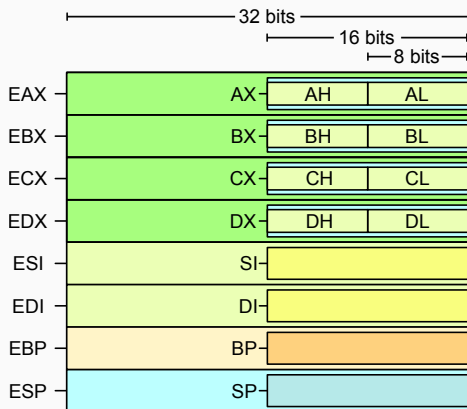 32 bits
16 bits
8 bits
EAX AX AH AL
EBX BX BH BL
ECX CX CH CL
EDX DX DH DL
ESI SI
EDI DI
EBP BP
ESP SP